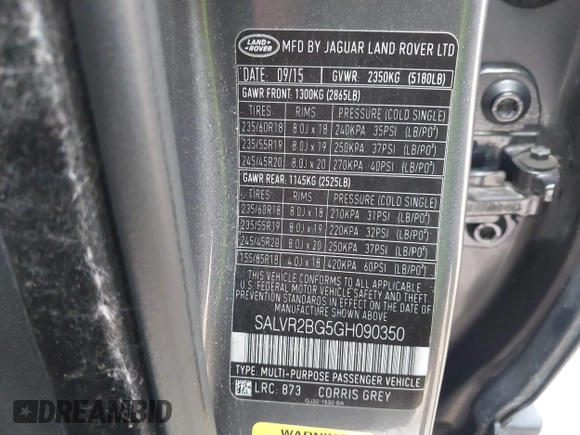 LAND ROVER
MFD BY JAGUAR LAND ROVER LTD
DATE: 09/15 GVWR: 2350KG (5180LB)
GAWR FRONT: 1300KG (2865LB)
TIRES RIMS PRESSURE (COLD SINGLE)
235/60R18 8.0J x 18 240KPA 35PSI (LB/PO²)
235/55R19 8.0J x 19 250KPA 37PSI (LB/PO²)
245/45R20 8.0J x 20 270KPA 40PSI (LB/PO²)
GAWR REAR: 1145KG (2525LB)
TIRES RIMS PRESSURE (COLD SINGLE)
235/60R18 8.0J x 18 210KPA 31PSI (LB/PO²)
235/55R19 8.0J x 19 220KPA 32PSI (LB/PO²)
245/45R20 8.0J x 20 250KPA 37PSI (LB/PO²)
155/85R18 4.0J x 18 420KPA 60PSI (LB/PO²)
THIS VEHICLE CONFORMS TO ALL APPLICABLE
U.S. FEDERAL MOTOR VEHICLE SAFETY AND THEFT
PREVENTION STANDARDS IN EFFECT ON THE DATE OF
MANUFACTURE SHOWN ABOVE
SALVR2BG5GH090350
TYPE: MULTI-PURPOSE PASSENGER VEHICLE
LRC: 873 CORRIS GREY
GJ32-1532-BA
WARNING
DREAMBID